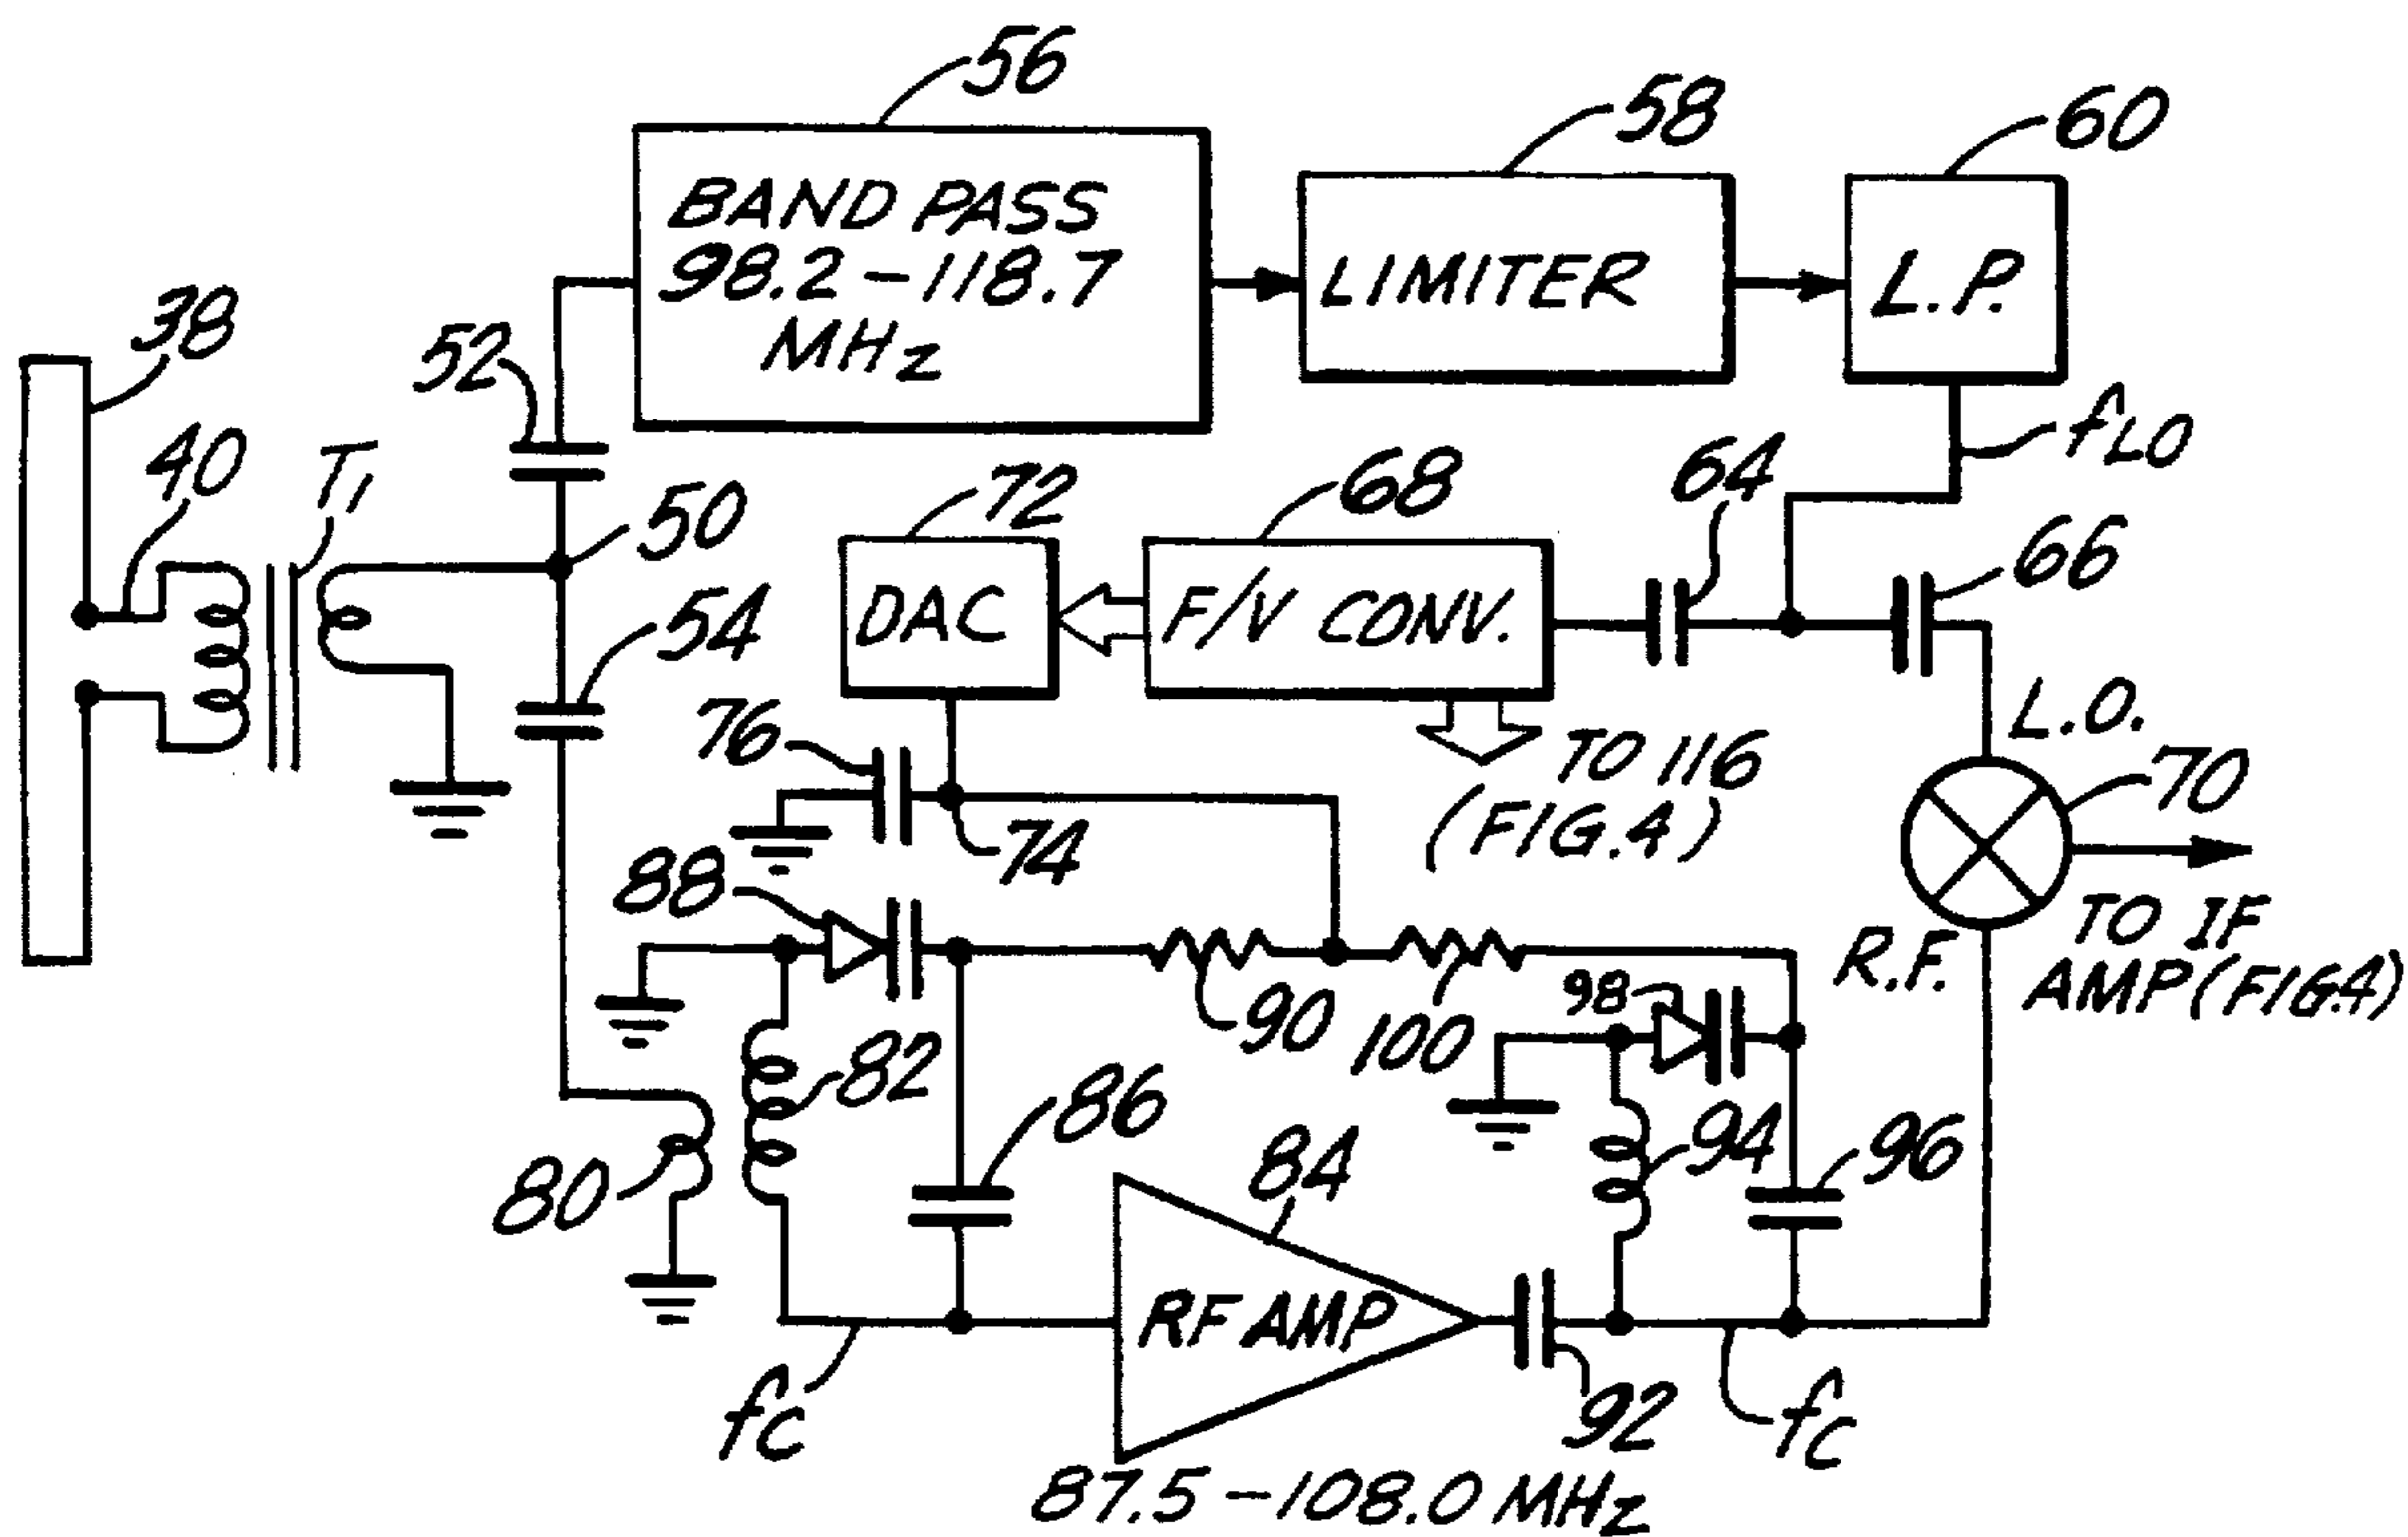 56
58
60
BAND PASS
98.2 - 118.7
MHz
LIMITER
L.P.
38
52
40
T1
50
fLO
64
72
68
66
54
DAC
F/V CONV.
76
74
TO 116
(FIG.4)
L.O.
70
88
TO IF
AMP (FIG.4)
R.F.
90
100
98
82
86
84
94
96
80
RF AMP
fc
92
fc
87.5 - 108.0 MHz